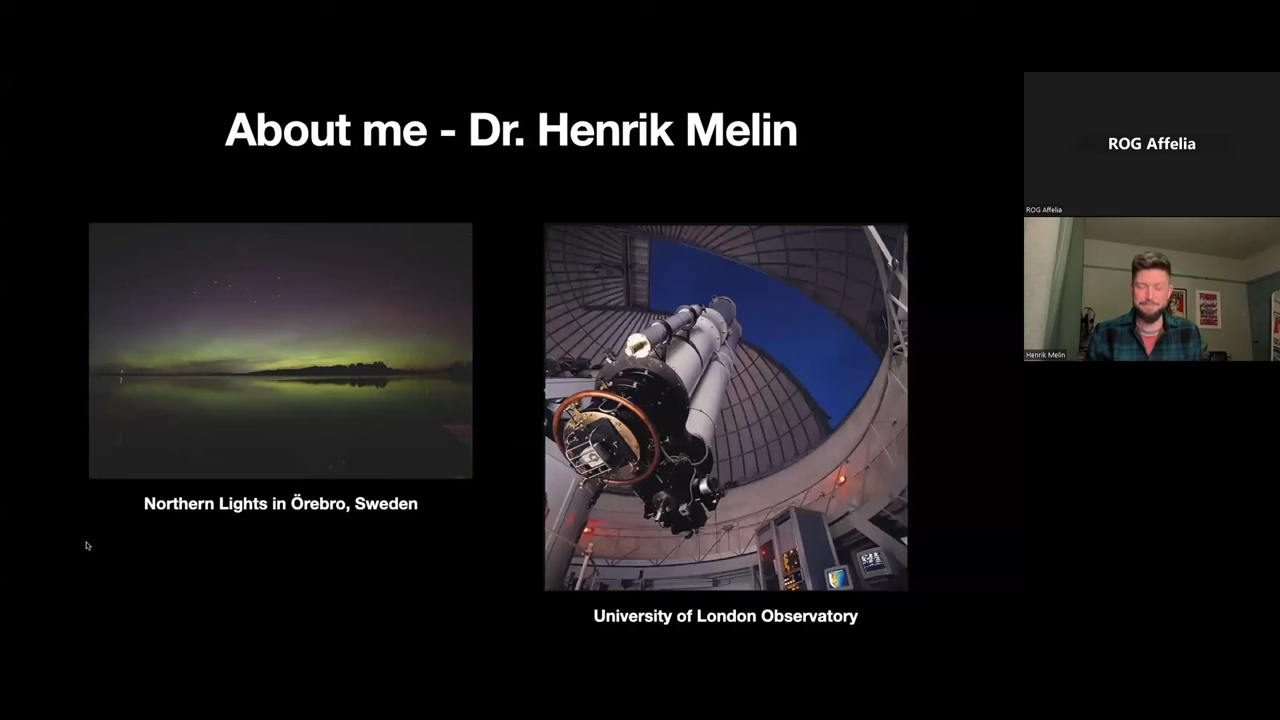 About me - Dr. Henrik Melin
Northern Lights in Örebro, Sweden
University of London Observatory
ROG Affelia
ROG Affelia
Henrik Melin